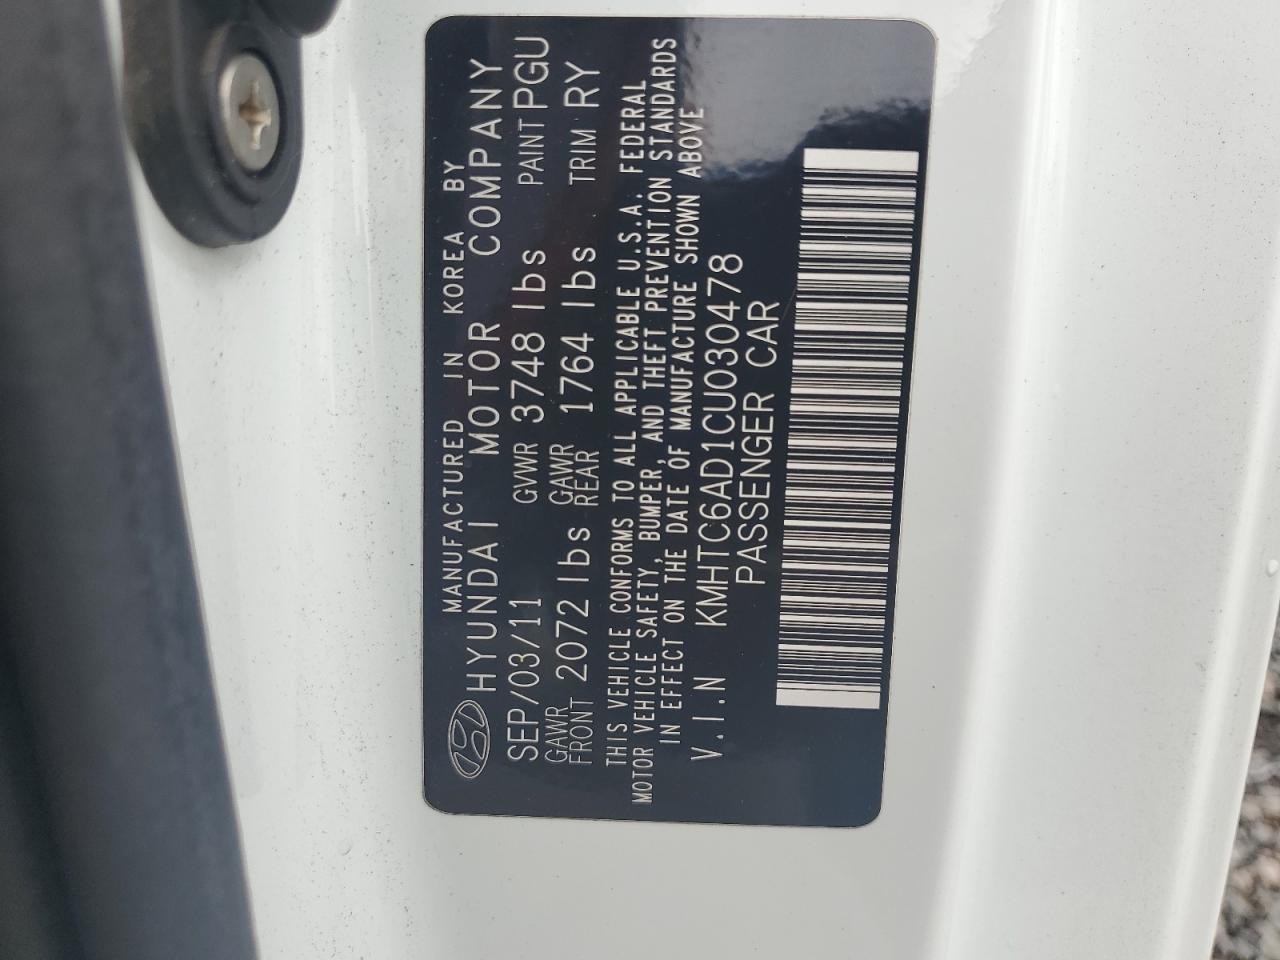 MANUFACTURED IN KOREA BY
HYUNDAI MOTOR COMPANY
SEP/03/11 GVWR 3748 lbs PAINT PGU
GAWR FRONT 2072 lbs GAWR REAR 1764 lbs TRIM RY
THIS VEHICLE CONFORMS TO ALL APPLICABLE U.S.A. FEDERAL
MOTOR VEHICLE SAFETY, BUMPER, AND THEFT PREVENTION STANDARDS
IN EFFECT ON THE DATE OF MANUFACTURE SHOWN ABOVE
V.I.N KMHTC6AD1CU030478
PASSENGER CAR